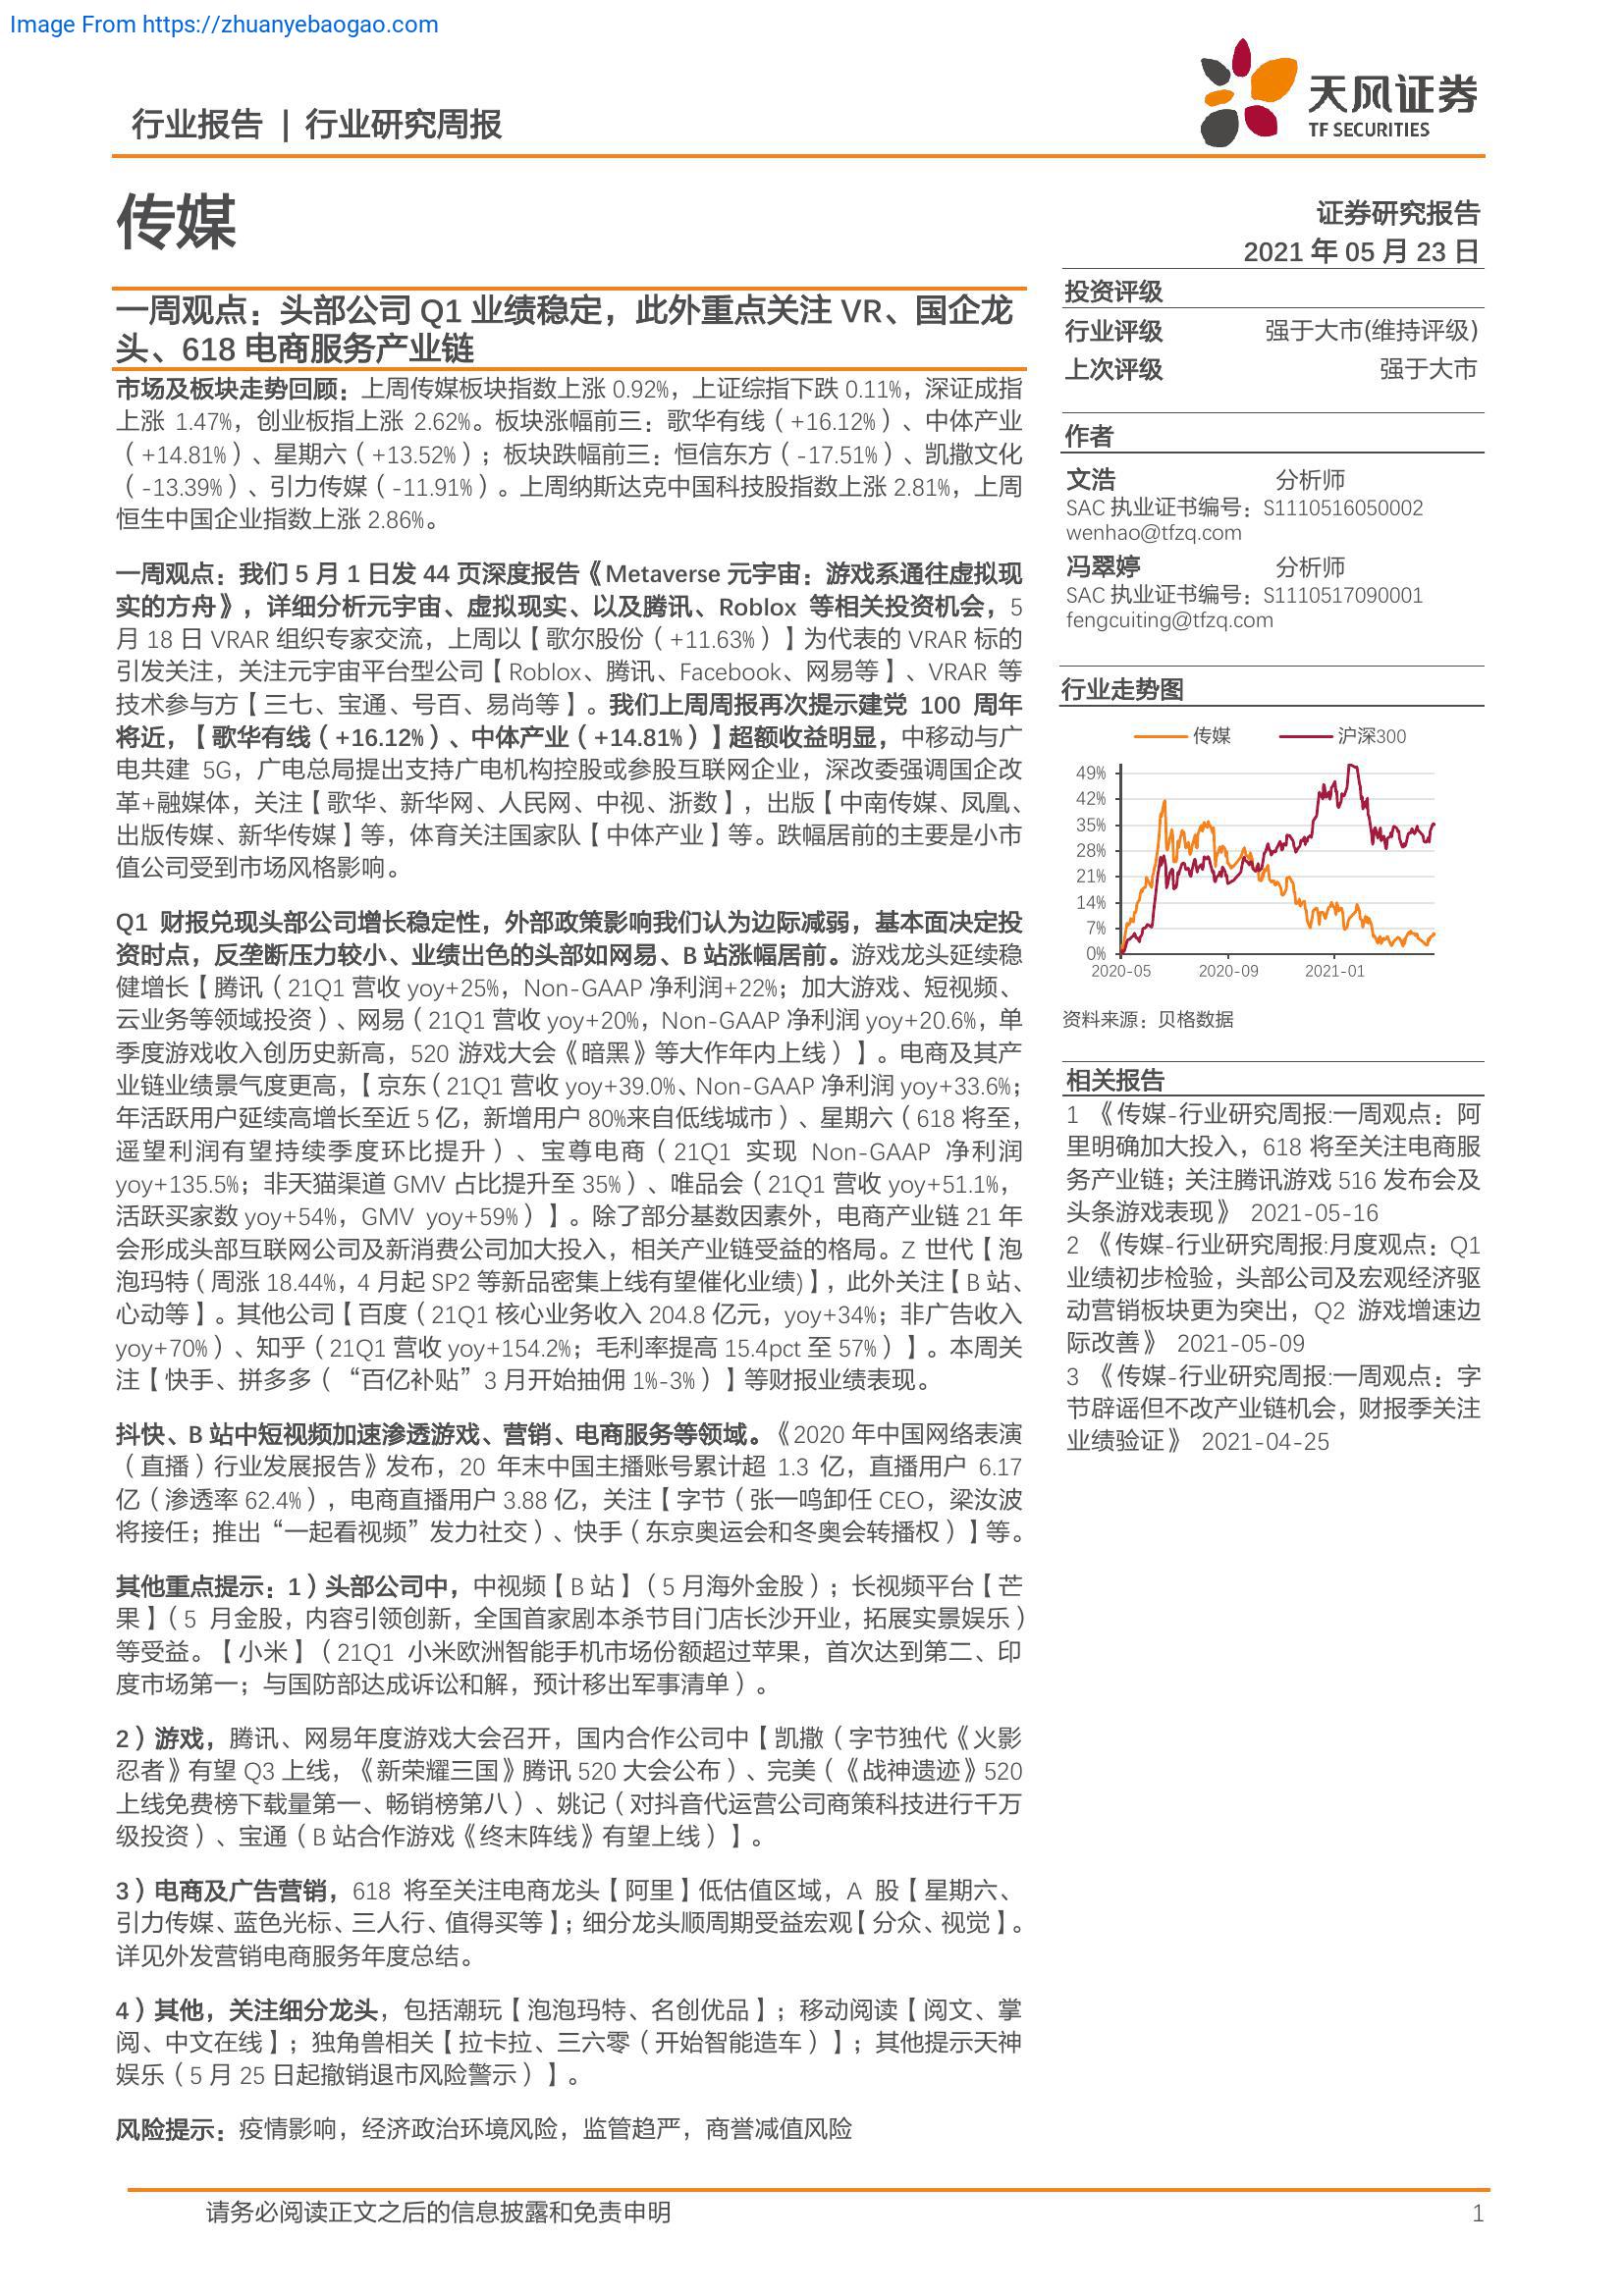 Image From https://zhuanyebaogao.com
行业报告 | 行业研究周报
天风证券
TF SECURITIES
传媒
证券研究报告
2021 年 05 月 23 日
一周观点：头部公司 Q1 业绩稳定，此外重点关注 VR、国企龙
头、618 电商服务产业链
市场及板块走势回顾：上周传媒板块指数上涨 0.92%，上证综指下跌 0.11%，深证成指
上涨 1.47%，创业板指上涨 2.62%。板块涨幅前三：歌华有线（+16.12%）、中体产业
（+14.81%）、星期六（+13.52%）；板块跌幅前三：恒信东方（-17.51%）、凯撒文化
（-13.39%）、引力传媒（-11.91%）。上周纳斯达克中国科技股指数上涨 2.81%，上周
恒生中国企业指数上涨 2.86%。
一周观点：我们 5 月 1 日发 44 页深度报告《Metaverse 元宇宙：游戏系通往虚拟现
实的方舟》，详细分析元宇宙、虚拟现实、以及腾讯、Roblox 等相关投资机会，5
月 18 日 VRAR 组织专家交流，上周以【歌尔股份（+11.63%）】为代表的 VRAR 标的
引发关注，关注元宇宙平台型公司【Roblox、腾讯、Facebook、网易等】、VRAR 等
技术参与方【三七、宝通、号百、易尚等】。我们上周周报再次提示建党 100 周年
将近，【歌华有线（+16.12%）、中体产业（+14.81%）】超额收益明显，中移动与广
电共建 5G，广电总局提出支持广电机构控股或参股互联网企业，深改委强调国企改
革+融媒体，关注【歌华、新华网、人民网、中视、浙数】，出版【中南传媒、凤凰、
出版传媒、新华传媒】等，体育关注国家队【中体产业】等。跌幅居前的主要是小市
值公司受到市场风格影响。
Q1 财报兑现头部公司增长稳定性，外部政策影响我们认为边际减弱，基本面决定投
资时点，反垄断压力较小、业绩出色的头部如网易、B 站涨幅居前。游戏龙头延续稳
健增长【腾讯（21Q1 营收 yoy+25%，Non-GAAP 净利润+22%；加大游戏、短视频、
云业务等领域投资）、网易（21Q1 营收 yoy+20%，Non-GAAP 净利润 yoy+20.6%，单
季度游戏收入创历史新高，520 游戏大会《暗黑》等大作年内上线）】。电商及其产
业链业绩景气度更高，【京东（21Q1 营收 yoy+39.0%、Non-GAAP 净利润 yoy+33.6%；
年活跃用户延续高增长至近 5 亿，新增用户 80%来自低线城市）、星期六（618 将至，
遥望利润有望持续季度环比提升）、宝尊电商（21Q1 实现 Non-GAAP 净利润
yoy+135.5%；非天猫渠道 GMV 占比提升至 35%）、唯品会（21Q1 营收 yoy+51.1%，
活跃买家数 yoy+54%，GMV yoy+59%）】。除了部分基数因素外，电商产业链 21 年
会形成头部互联网公司及新消费公司加大投入，相关产业链受益的格局。Z 世代【泡
泡玛特（周涨 18.44%，4 月起 SP2 等新品密集上线有望催化业绩)】，此外关注【B 站、
心动等】。其他公司【百度（21Q1 核心业务收入 204.8 亿元，yoy+34%；非广告收入
yoy+70%）、知乎（21Q1 营收 yoy+154.2%；毛利率提高 15.4pct 至 57%）】。本周关
注【快手、拼多多（“百亿补贴”3 月开始抽佣 1%-3%）】等财报业绩表现。
抖快、B 站中短视频加速渗透游戏、营销、电商服务等领域。《2020 年中国网络表演
（直播）行业发展报告》发布，20 年末中国主播账号累计超 1.3 亿，直播用户 6.17
亿（渗透率 62.4%），电商直播用户 3.88 亿，关注【字节（张一鸣卸任 CEO，梁汝波
将接任；推出“一起看视频”发力社交）、快手（东京奥运会和冬奥会转播权）】等。
其他重点提示：1）头部公司中，中视频【B 站】（5 月海外金股）；长视频平台【芒
果】（5 月金股，内容引领创新，全国首家剧本杀节目门店长沙开业，拓展实景娱乐）
等受益。【小米】（21Q1 小米欧洲智能手机市场份额超过苹果，首次达到第二、印
度市场第一；与国防部达成诉讼和解，预计移出军事清单）。
2）游戏，腾讯、网易年度游戏大会召开，国内合作公司中【凯撒（字节独代《火影
忍者》有望 Q3 上线，《新荣耀三国》腾讯 520 大会公布）、完美（《战神遗迹》520
上线免费榜下载量第一、畅销榜第八）、姚记（对抖音代运营公司商策科技进行千万
级投资）、宝通（B 站合作游戏《终末阵线》有望上线）】。
3）电商及广告营销，618 将至关注电商龙头【阿里】低估值区域，A 股【星期六、
引力传媒、蓝色光标、三人行、值得买等】；细分龙头顺周期受益宏观【分众、视觉】。
详见外发营销电商服务年度总结。
4）其他，关注细分龙头，包括潮玩【泡泡玛特、名创优品】；移动阅读【阅文、掌
阅、中文在线】；独角兽相关【拉卡拉、三六零（开始智能造车）】；其他提示天神
娱乐（5 月 25 日起撤销退市风险警示）】。
风险提示：疫情影响，经济政治环境风险，监管趋严，商誉减值风险
投资评级
行业评级 强于大市(维持评级)
上次评级 强于大市
作者
文浩 分析师
SAC 执业证书编号：S1110516050002
wenhao@tfzq.com
冯翠婷 分析师
SAC 执业证书编号：S1110517090001
fengcuiting@tfzq.com
行业走势图
传媒 沪深300
49%
42%
35%
28%
21%
14%
7%
0%
2020-05 2020-09 2021-01
资料来源：贝格数据
相关报告
1 《传媒-行业研究周报:一周观点：阿
里明确加大投入，618 将至关注电商服
务产业链；关注腾讯游戏 516 发布会及
头条游戏表现》 2021-05-16
2 《传媒-行业研究周报:月度观点：Q1
业绩初步检验，头部公司及宏观经济驱
动营销板块更为突出，Q2 游戏增速边
际改善》 2021-05-09
3 《传媒-行业研究周报:一周观点：字
节辟谣但不改产业链机会，财报季关注
业绩验证》 2021-04-25
请务必阅读正文之后的信息披露和免责申明
1